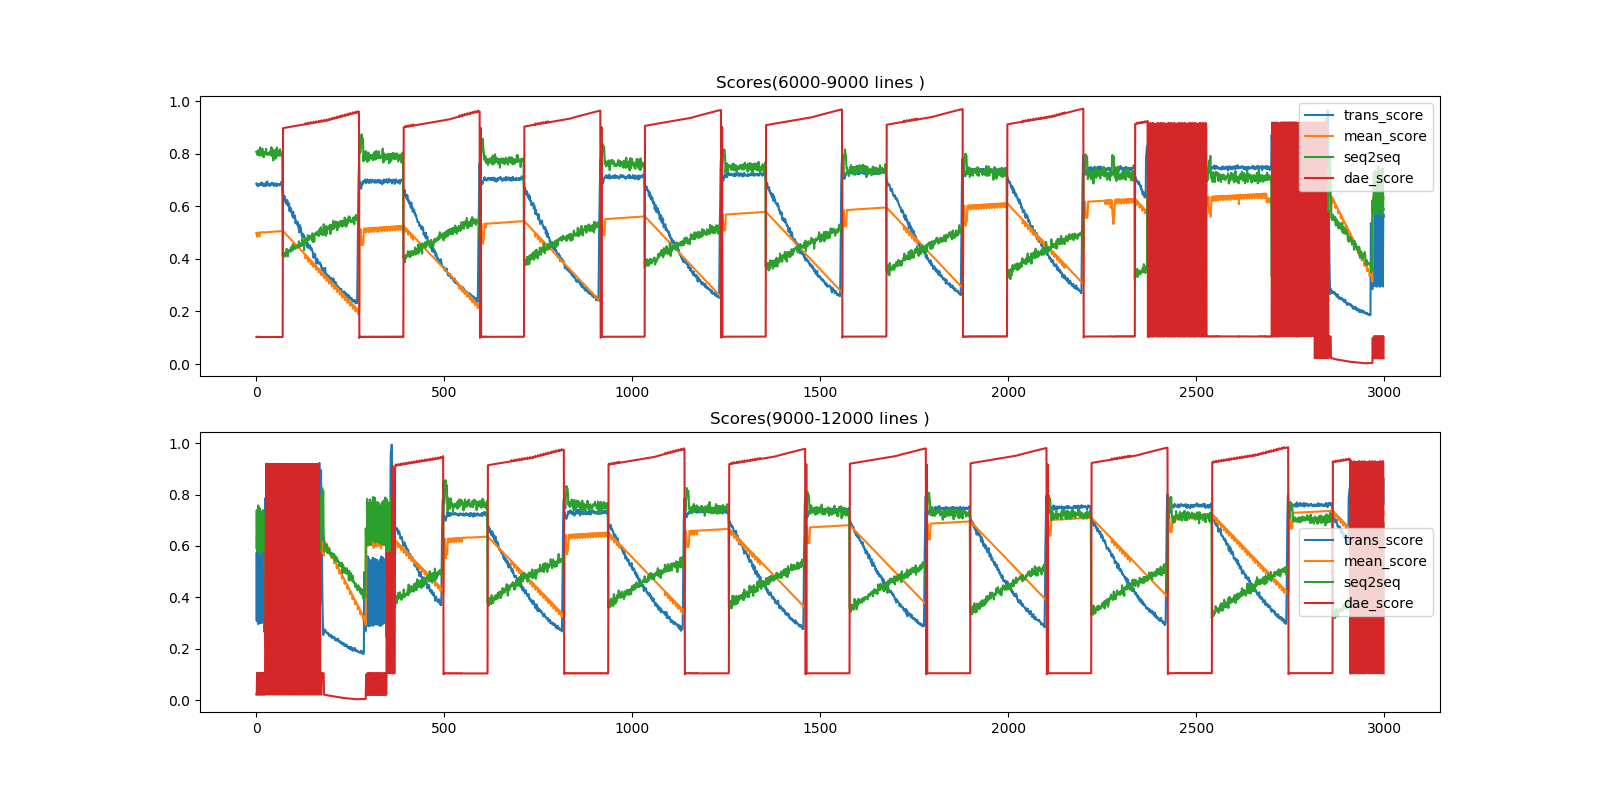 Scores(6000-9000 lines )
1.0
0.8
0.6
0.4
0.2
0.0
trans_score
mean_score
seq2seq
dae_score
0 500 1000 1500 2000 2500 3000
Scores(9000-12000 lines )
1.0
0.8
0.6
0.4
0.2
0.0
trans_score
mean_score
seq2seq
dae_score
0 500 1000 1500 2000 2500 3000